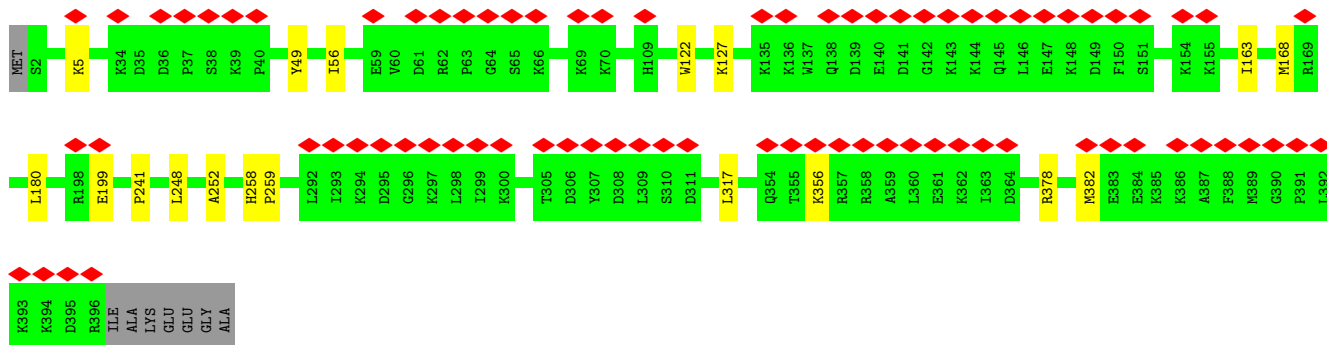 MET S2 K5 K34 D35 D36 P37 S38 K39 P40 Y49 I56 E59 V60 D61 R62 P63 G64 S65 K66 K69 K70 H109 W122 K127 K135 K136 W137 Q138 D139 E140 D141 G142 K143 K144 Q145 L146 E147 K148 D149 F150 S151 K154 K155 I163 M168 R169
L180 R198 E199 P241 L248 A252 H258 P259 L292 I293 K294 D295 G296 K297 L298 I299 K300 T305 D306 Y307 D308 L309 S310 D311 L317 Q354 T355 K356 R357 R358 A359 L360 E361 K362 I363 D364 R378 M382 E383 E384 K385 K386 A387 F388 M389 G390 P391 L392
K393 K394 D395 R396 ILE ALA LYS GLU GLU GLY ALA